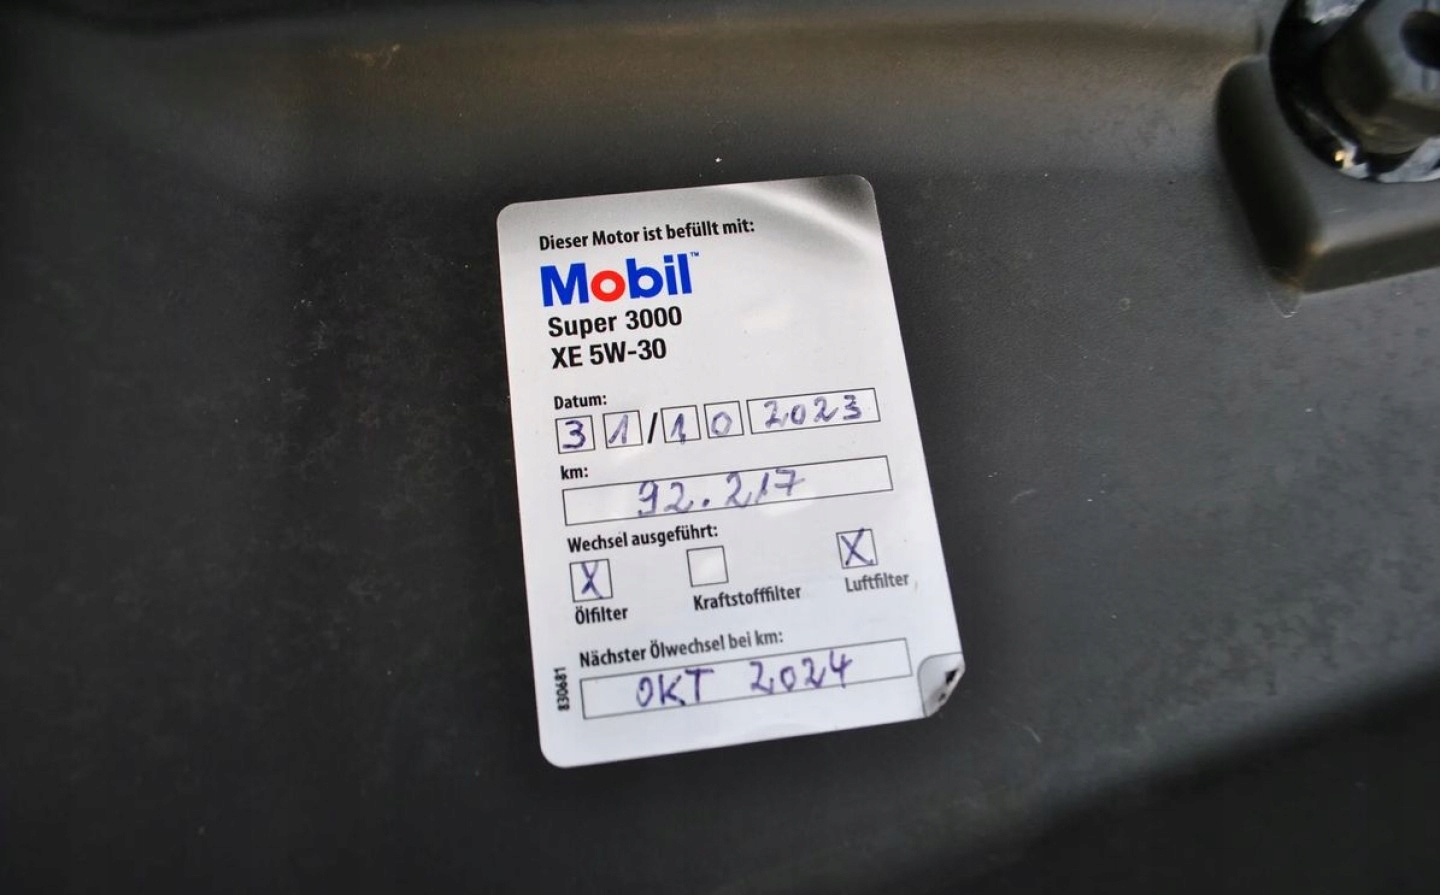 Dieser Motor ist befüllt mit:
Mobil™
Super 3000
XE 5W-30
Datum:
31/10 2023
km:
92.217
Wechsel ausgeführt:
X X
Ölfilter Kraftstofffilter Luftfilter
Nächster Ölwechsel bei km:
OKT 2024
830681